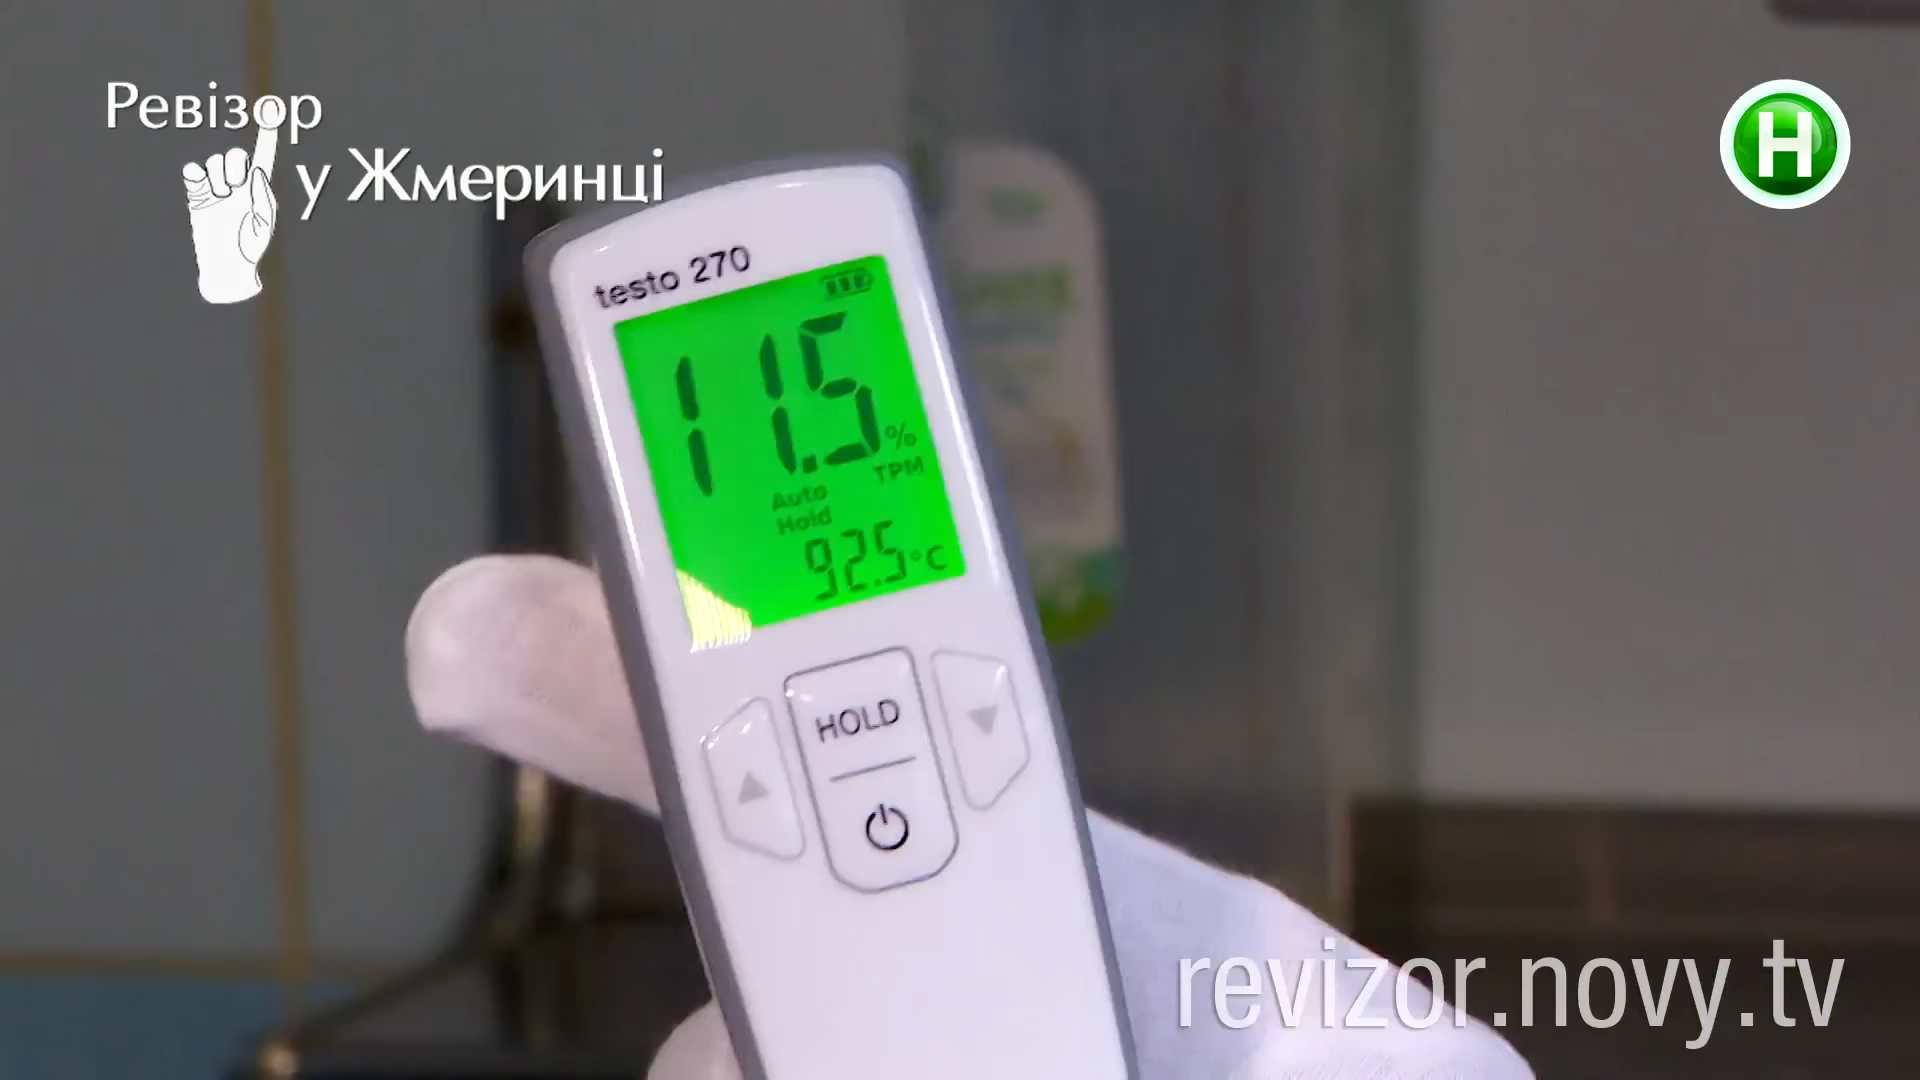 Ревізор
у Жмеринці
H
testo 270
11.5 %
TPM
Auto
Hold
92.5 °C
HOLD
revizor.novy.tv